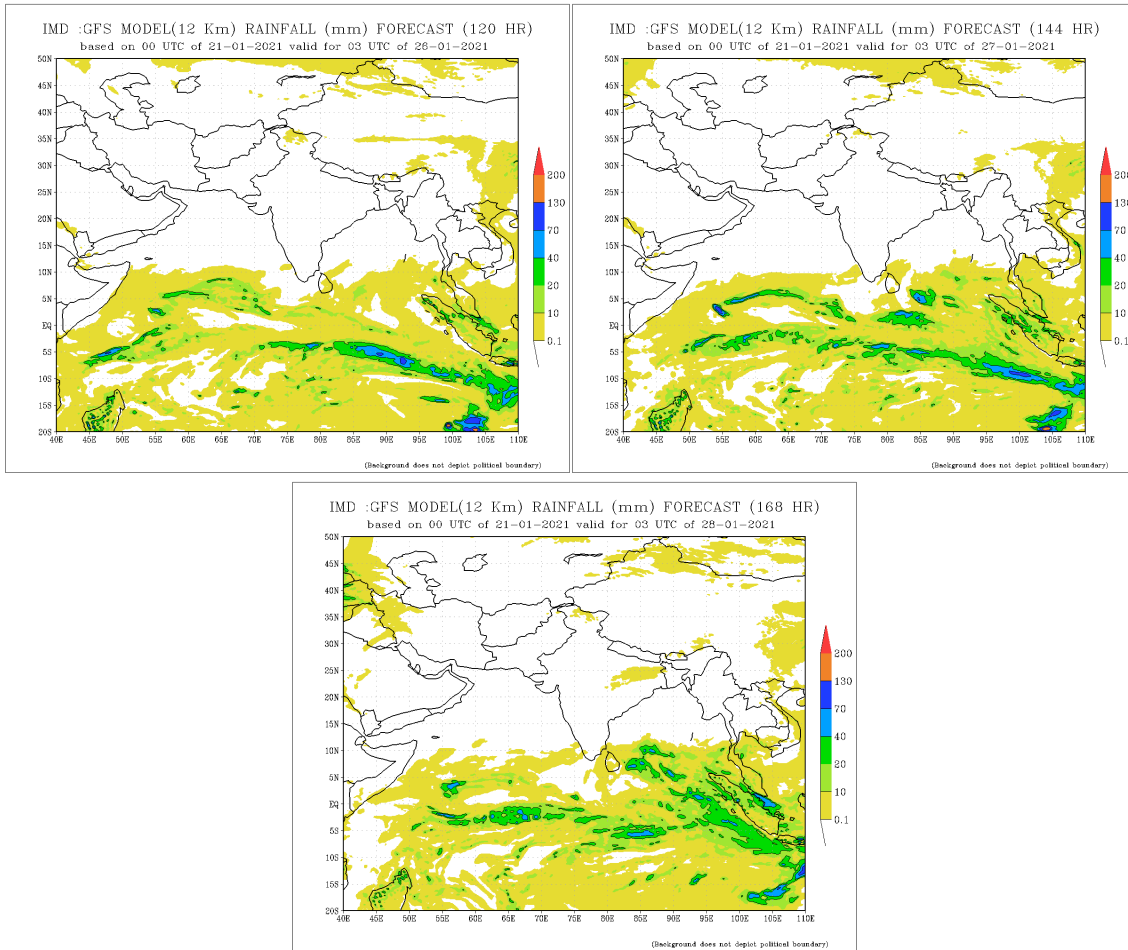 IMD :GFS MODEL(12 Km) RAINFALL (mm) FORECAST (120 HR)
based on 00 UTC of 21-01-2021 valid for 03 UTC of 26-01-2021
50N
45N
40N
35N
30N
25N
20N
15N
10N
5N
EQ
5S
10S
15S
20S
40E 45E 50E 55E 60E 65E 70E 75E 80E 85E 90E 95E 100E 105E 110E
200
130
70
40
20
10
0.1
(Background does not depict political boundary)
IMD :GFS MODEL(12 Km) RAINFALL (mm) FORECAST (144 HR)
based on 00 UTC of 21-01-2021 valid for 03 UTC of 27-01-2021
50N
45N
40N
35N
30N
25N
20N
15N
10N
5N
EQ
5S
10S
15S
20S
40E 45E 50E 55E 60E 65E 70E 75E 80E 85E 90E 95E 100E 105E 110E
200
130
70
40
20
10
0.1
(Background does not depict political boundary)
IMD :GFS MODEL(12 Km) RAINFALL (mm) FORECAST (168 HR)
based on 00 UTC of 21-01-2021 valid for 03 UTC of 28-01-2021
50N
45N
40N
35N
30N
25N
20N
15N
10N
5N
EQ
5S
10S
15S
20S
40E 45E 50E 55E 60E 65E 70E 75E 80E 85E 90E 95E 100E 105E 110E
200
130
70
40
20
10
0.1
(Background does not depict political boundary)